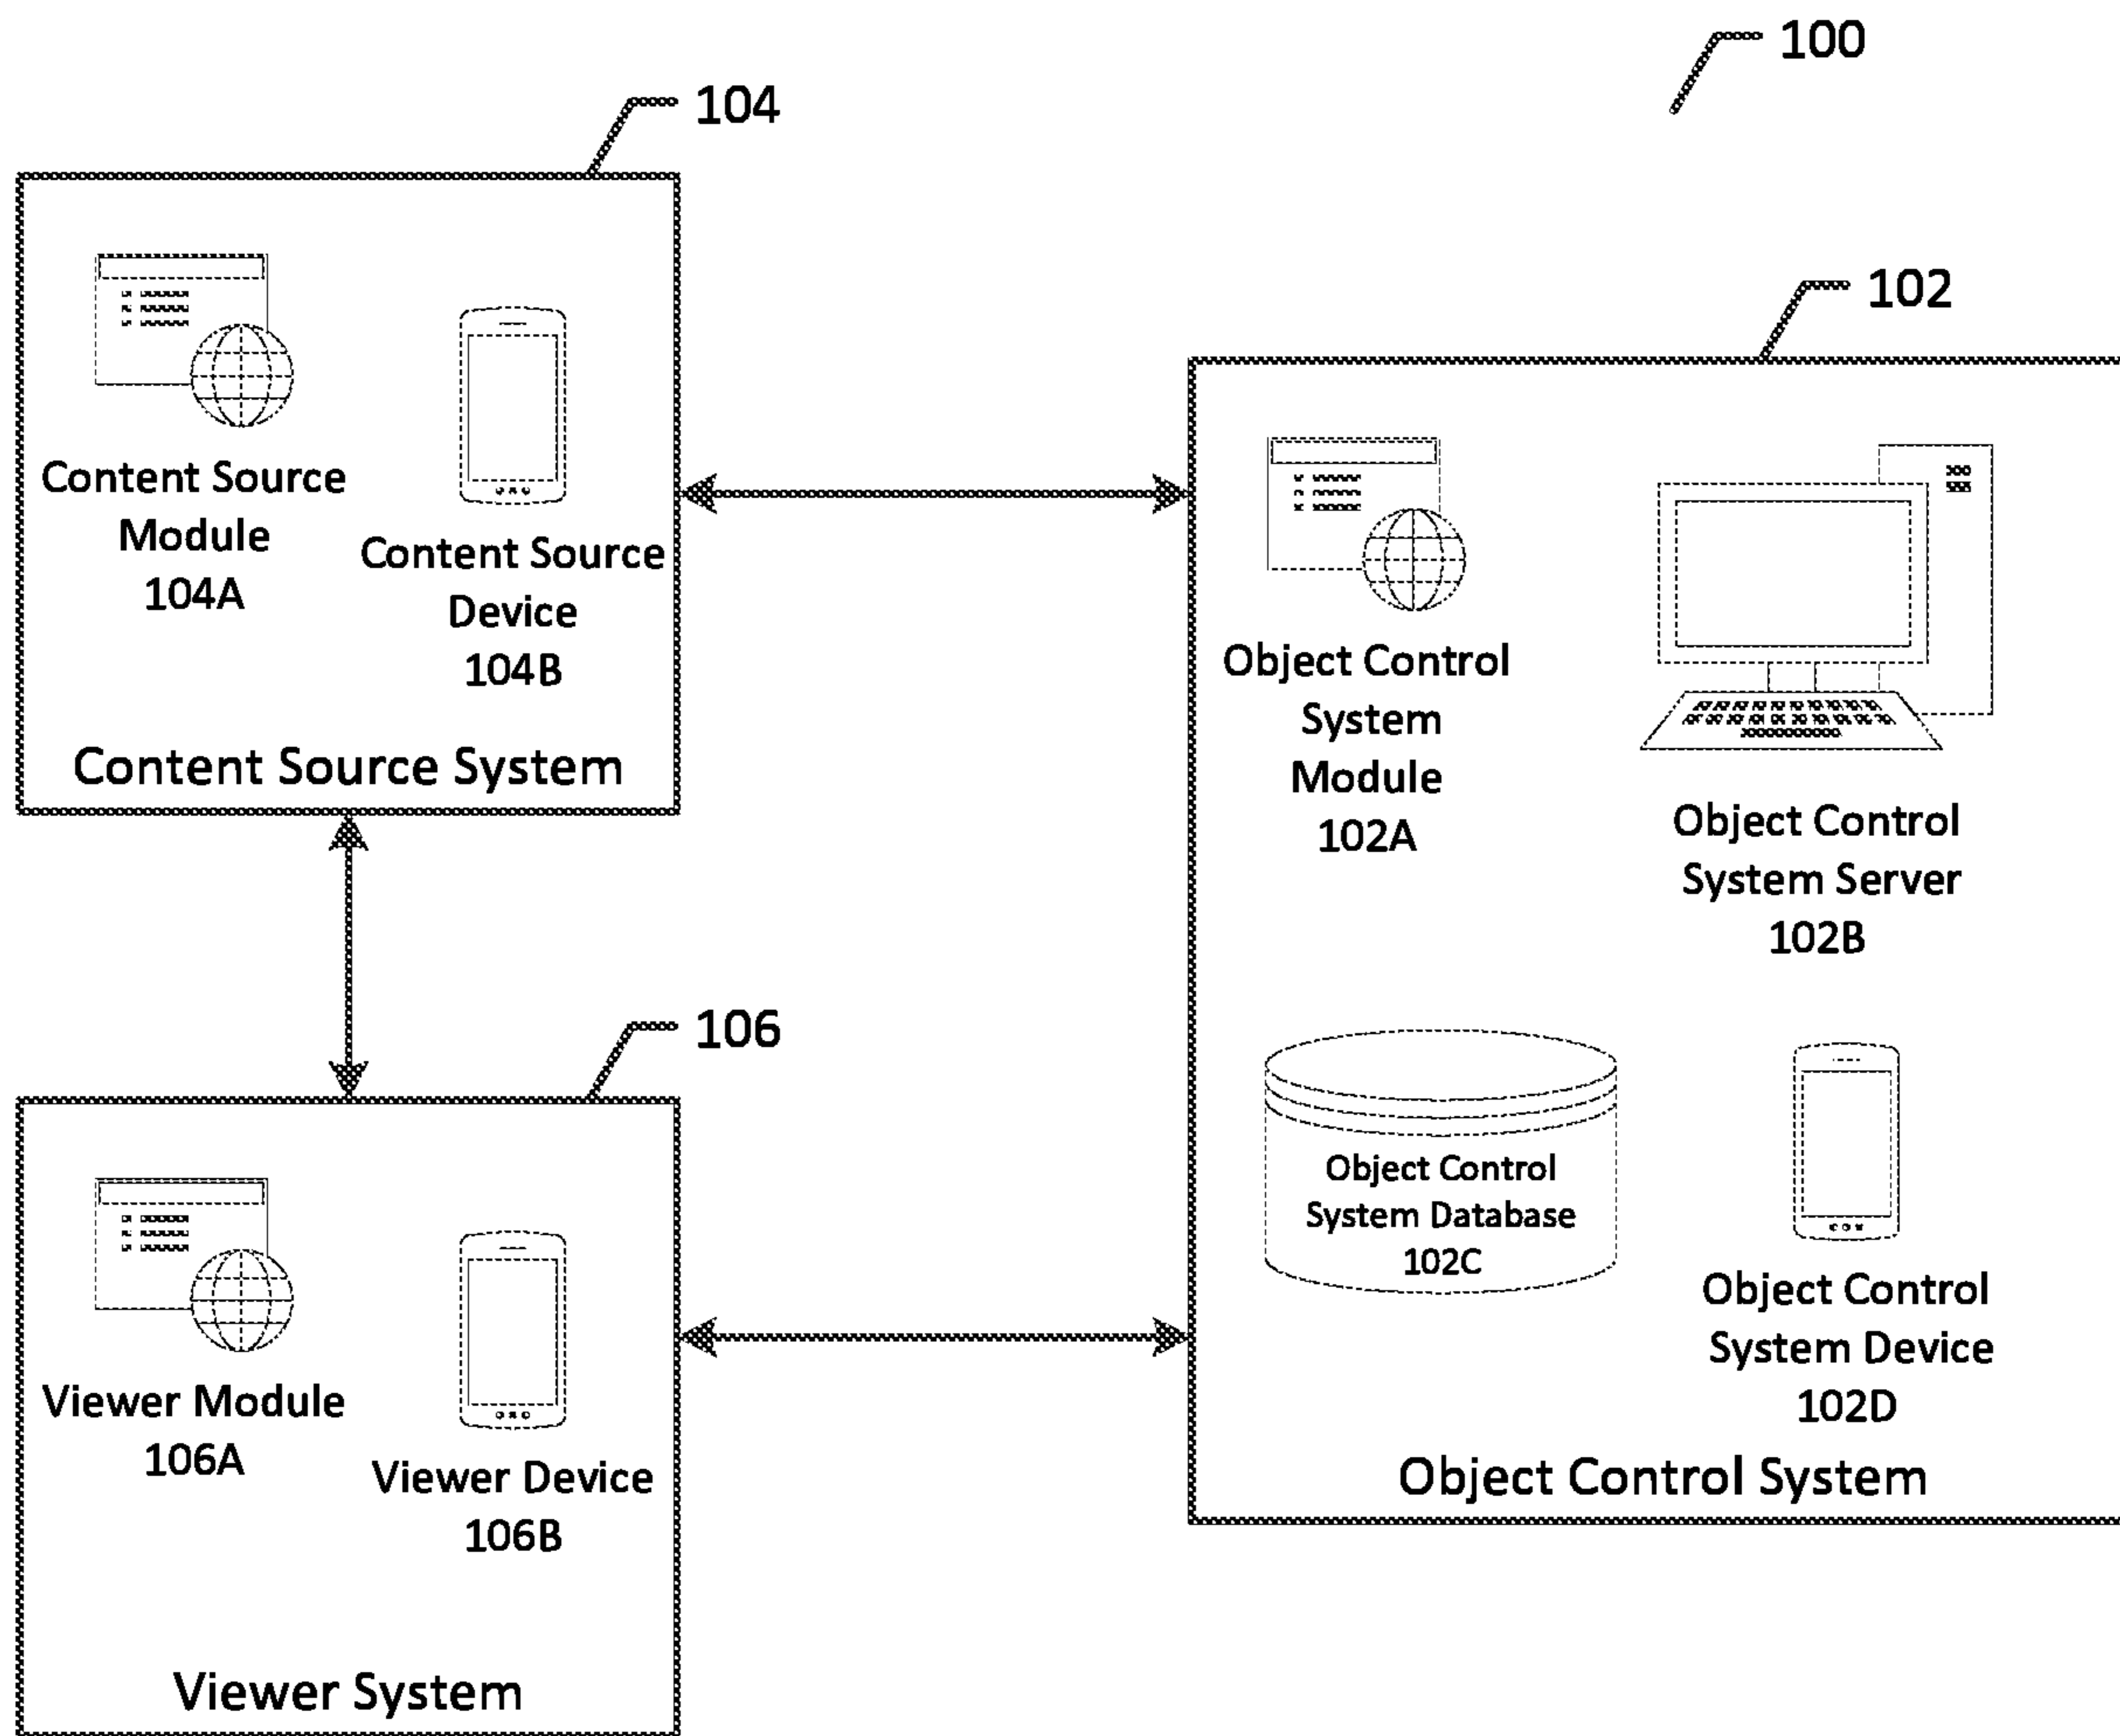 100
104
Content Source
Module
104A
Content Source
Device
104B
Content Source System
102
Object Control
System
Module
102A
Object Control
System Server
102B
Object Control
System Database
102C
Object Control
System Device
102D
Object Control System
106
Viewer Module
106A
Viewer Device
106B
Viewer System